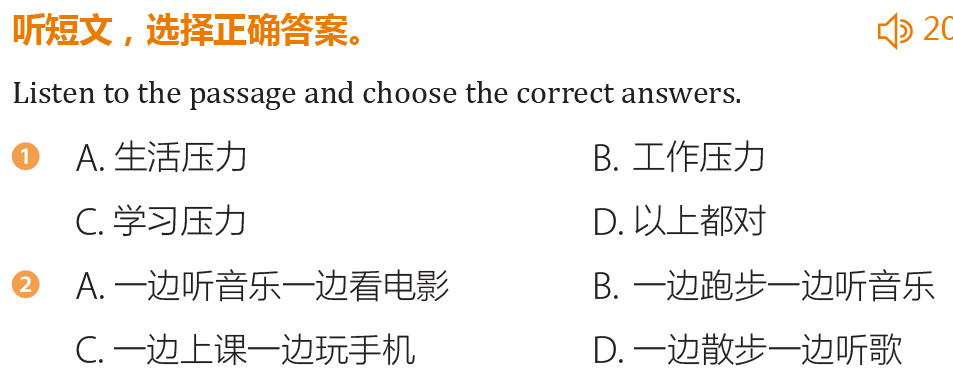 听短文，选择正确答案。 20
Listen to the passage and choose the correct answers.
1 A. 生活压力 B. 工作压力
C. 学习压力 D. 以上都对
2 A. 一边听音乐一边看电影 B. 一边跑步一边听音乐
C. 一边上课一边玩手机 D. 一边散步一边听歌